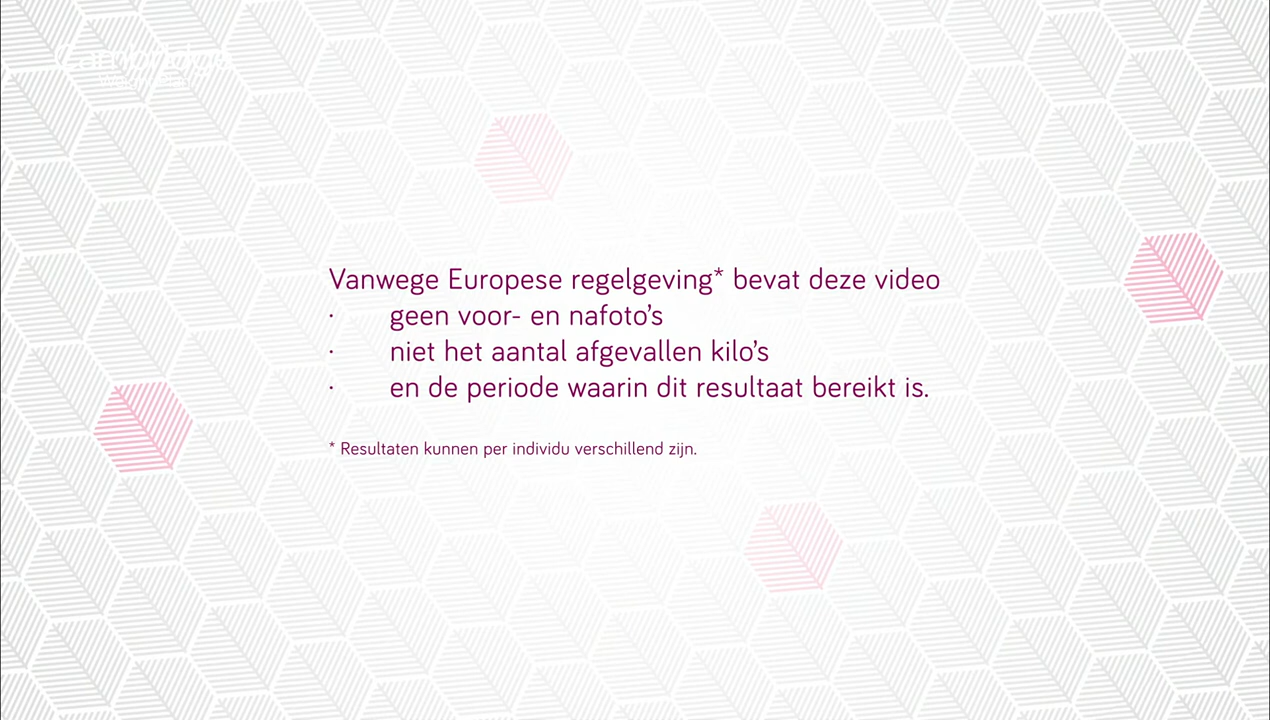 Cambridge
Vanwege Europese regelgeving* bevat deze video
· geen voor- en nafoto’s
· niet het aantal afgevallen kilo’s
· en de periode waarin dit resultaat bereikt is.
* Resultaten kunnen per individu verschillend zijn.